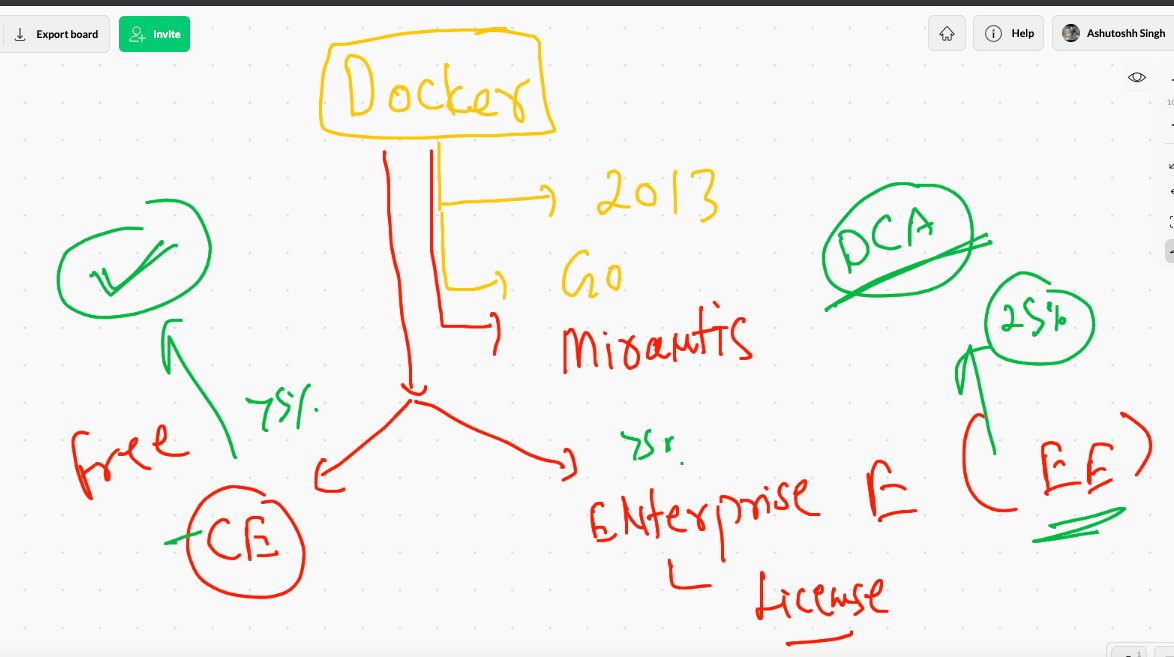 Export board
Invite
Help
Ashutoshh Singh
Docker
2013
DCA
Go
25%
Mirantis
75%.
Free
75%.
Enterprise E
(EE)
CE
License